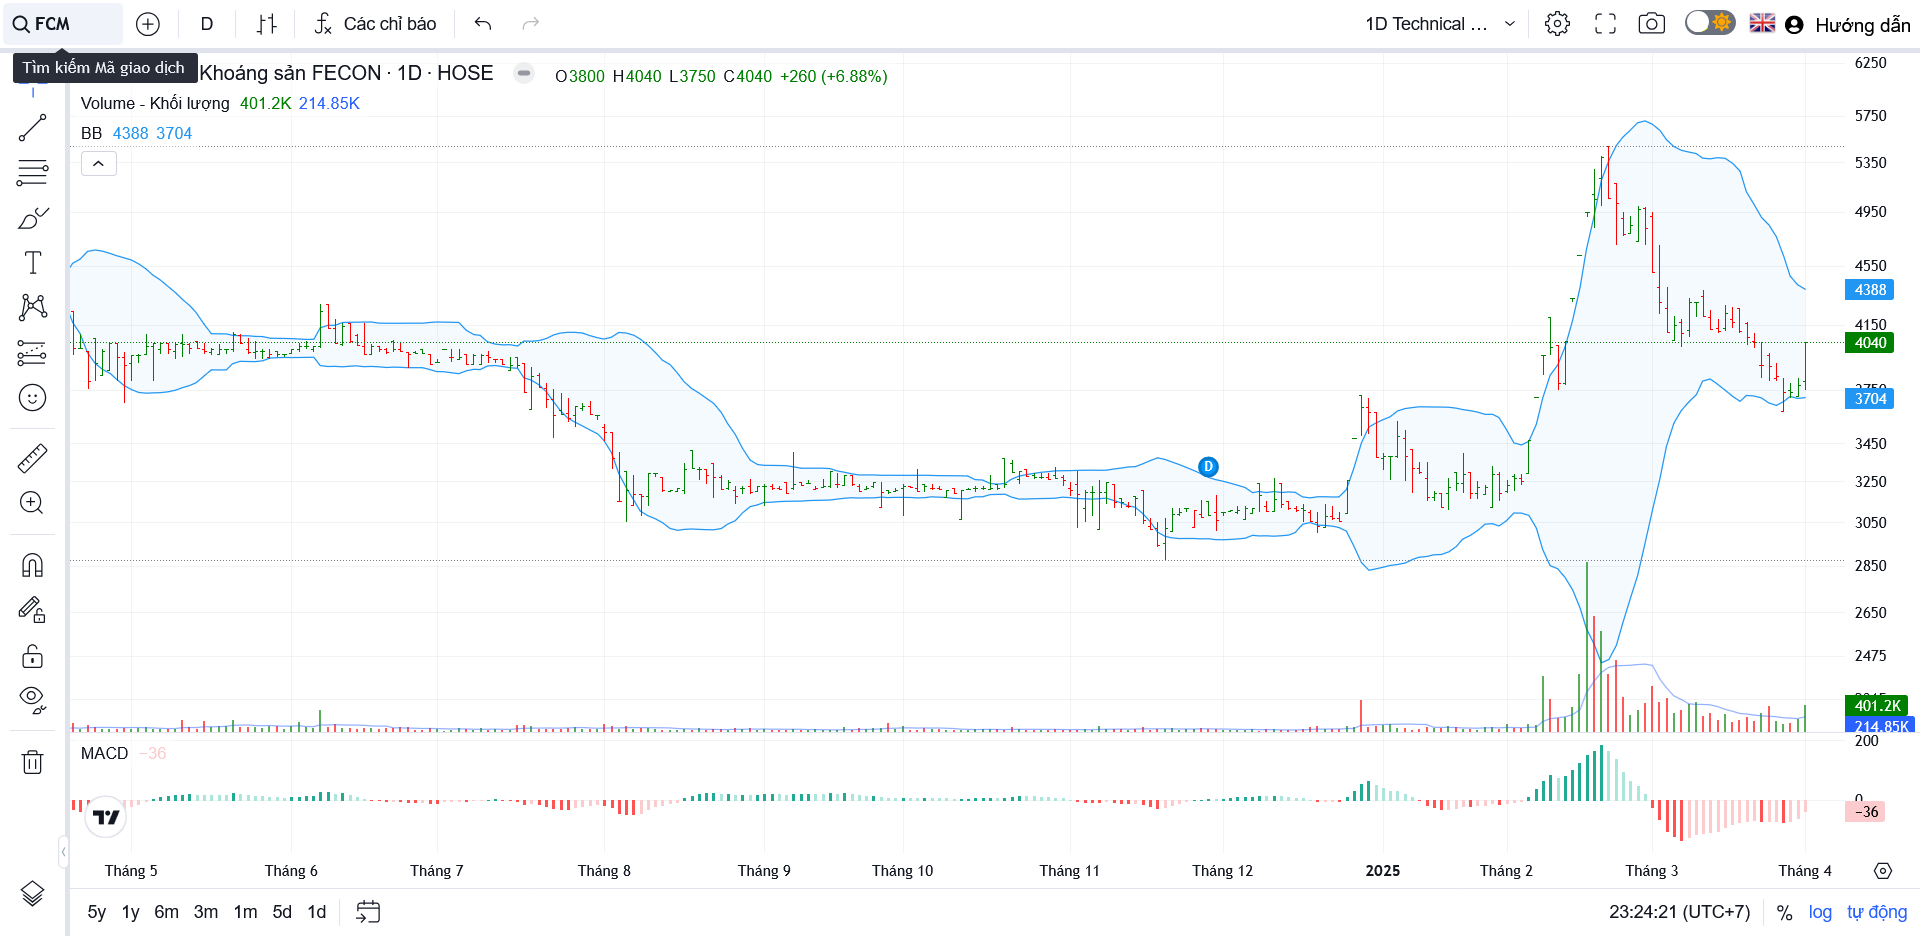 FCM
D
Các chỉ báo
1D Technical ...
Hướng dẫn
Tìm kiếm Mã giao dịch
Khoáng sản FECON · 1D · HOSE
O3800 H4040 L3750 C4040 +260 (+6.88%)
Volume - Khối lượng 401.2K 214.85K
BB 4388 3704
6250
5750
5350
4950
4550
4388
4150
4040
3750
3704
3450
3250
3050
2850
2650
2475
401.2K
214.85K
D
MACD −36
200
0
−36
Tháng 5 Tháng 6 Tháng 7 Tháng 8 Tháng 9 Tháng 10 Tháng 11 Tháng 12 2025 Tháng 2 Tháng 3 Tháng 4
5y 1y 6m 3m 1m 5d 1d
23:24:21 (UTC+7) % log tự động